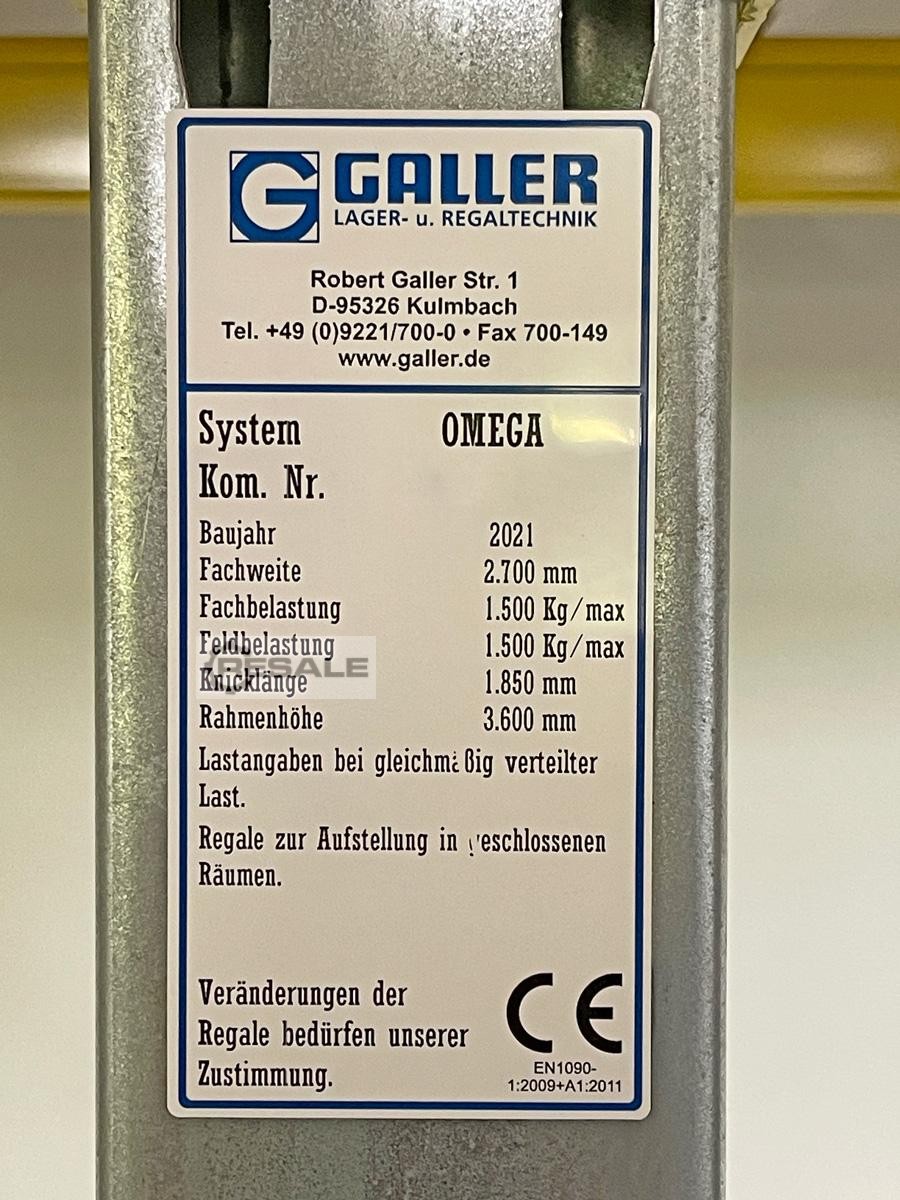 GALLER
LAGER- u. REGALTECHNIK
Robert Galler Str. 1
D-95326 Kulmbach
Tel. +49 (0)9221/700-0 • Fax 700-149
www.galler.de
System OMEGA
Kom. Nr.
Baujahr 2021
Fachweite 2.700 mm
Fachbelastung 1.500 Kg/max
Feldbelastung 1.500 Kg/max
RESALE
Knicklänge 1.850 mm
Rahmenhöhe 3.600 mm
Lastangaben bei gleichmäßig verteilter
Last.
Regale zur Aufstellung in geschlossenen
Räumen.
Veränderungen der
Regale bedürfen unserer
Zustimmung.
CE
EN1090-
1:2009+A1:2011